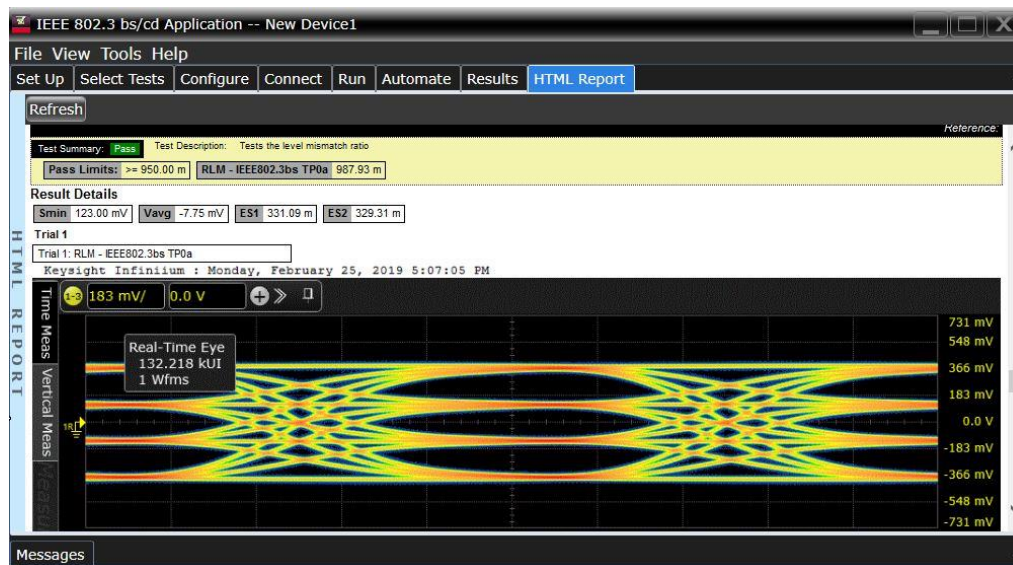 IEEE 802.3 bs/cd Application -- New Device1
File View Tools Help
Set Up Select Tests Configure Connect Run Automate Results HTML Report
Refresh
Reference:
Test Summary: Pass Test Description: Tests the level mismatch ratio
Pass Limits: >= 950.00 m RLM - IEEE802.3bs TP0a 987.93 m
Result Details
Smin 123.00 mV Vavg -7.75 mV ES1 331.09 m ES2 329.31 m
Trial 1
Trial 1: RLM - IEEE802.3bs TP0a
Keysight Infiniium : Monday, February 25, 2019 5:07:05 PM
HTML REPORT
Time Meas
Vertical Meas
Measu
1-3 183 mV/ 0.0 V
Real-Time Eye
132.218 kUI
1 Wfms
1R
731 mV
548 mV
366 mV
183 mV
0.0 V
-183 mV
-366 mV
-548 mV
-731 mV
Messages